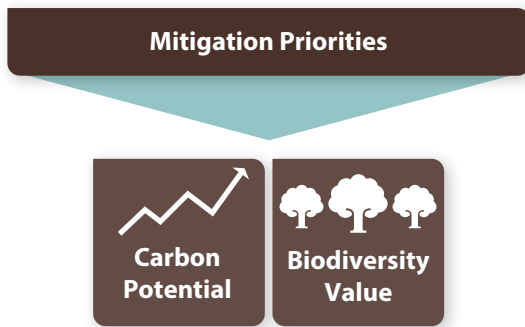 Mitigation Priorities
Carbon
Potential
Biodiversity
Value